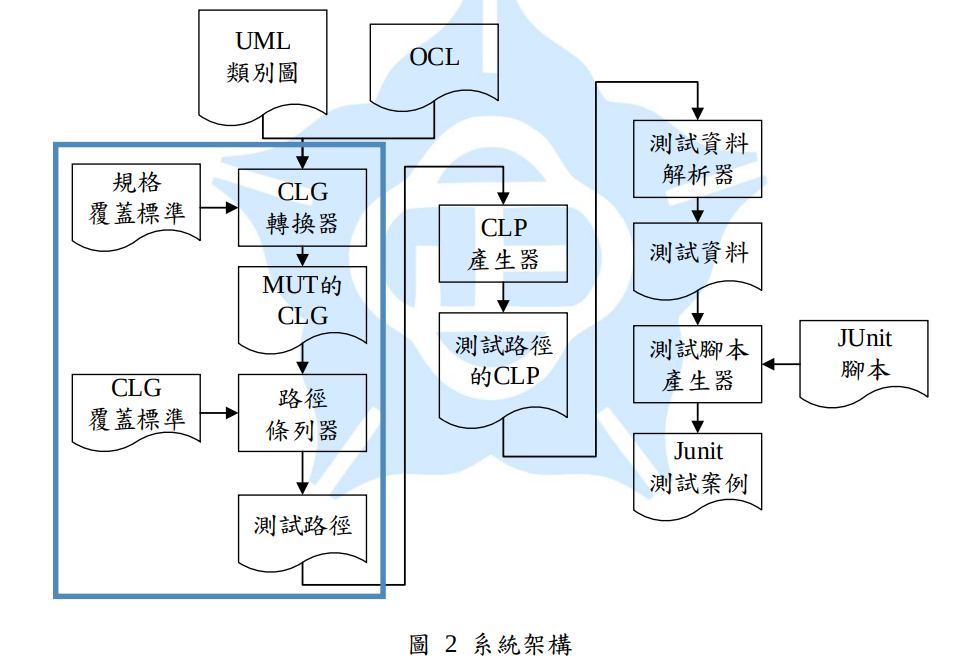 UML
類別圖
OCL
規格
覆蓋標準
CLG
轉換器
MUT的
CLG
CLG
覆蓋標準
路徑
條列器
測試路徑
CLP
產生器
測試路徑
的CLP
測試資料
解析器
測試資料
測試腳本
產生器
JUnit
腳本
Junit
測試案例
圖 2 系統架構